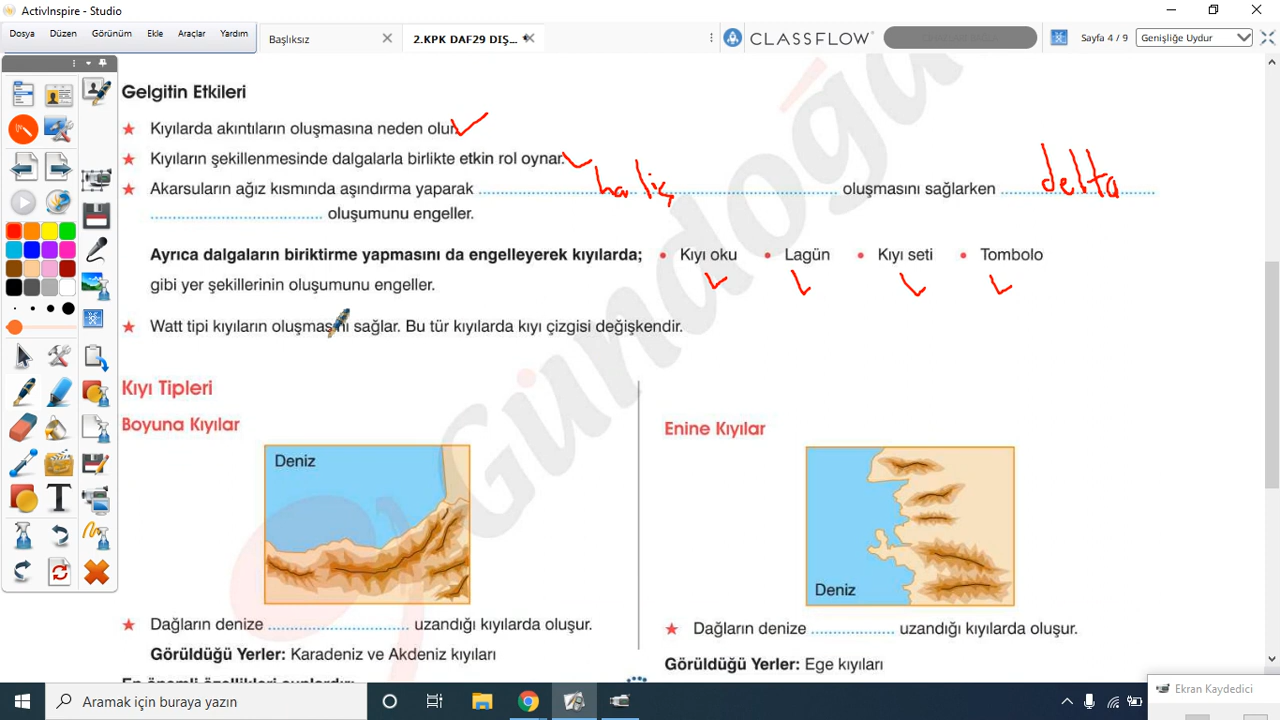 ActivInspire - Studio
Dosya Düzen Görünüm Ekle Araçlar Yardım
Başlıksız
2.KPK DAF29 DIŞ...
CLASSFLOW
Sayfa 4 / 9
Genişliğe Uydur
Gelgitin Etkileri
Kıyılarda akıntıların oluşmasına neden olur.
Kıyıların şekillenmesinde dalgalarla birlikte etkin rol oynar.
Akarsuların ağız kısmında aşındırma yaparak haliç oluşmasını sağlarken delta
oluşumunu engeller.
Ayrıca dalgaların biriktirme yapmasını da engelleyerek kıyılarda; • Kıyı oku • Lagün • Kıyı seti • Tombolo
gibi yer şekillerinin oluşumunu engeller.
Watt tipi kıyıların oluşmasını sağlar. Bu tür kıyılarda kıyı çizgisi değişkendir.
Kıyı Tipleri
Boyuna Kıyılar
Deniz
Dağların denize ........ uzandığı kıyılarda oluşur.
Görüldüğü Yerler: Karadeniz ve Akdeniz kıyıları
En önemli özellikleri şunlardır:
Enine Kıyılar
Deniz
Dağların denize ........ uzandığı kıyılarda oluşur.
Görüldüğü Yerler: Ege kıyıları
Gündoğu
Aramak için buraya yazın
Ekran Kaydedici